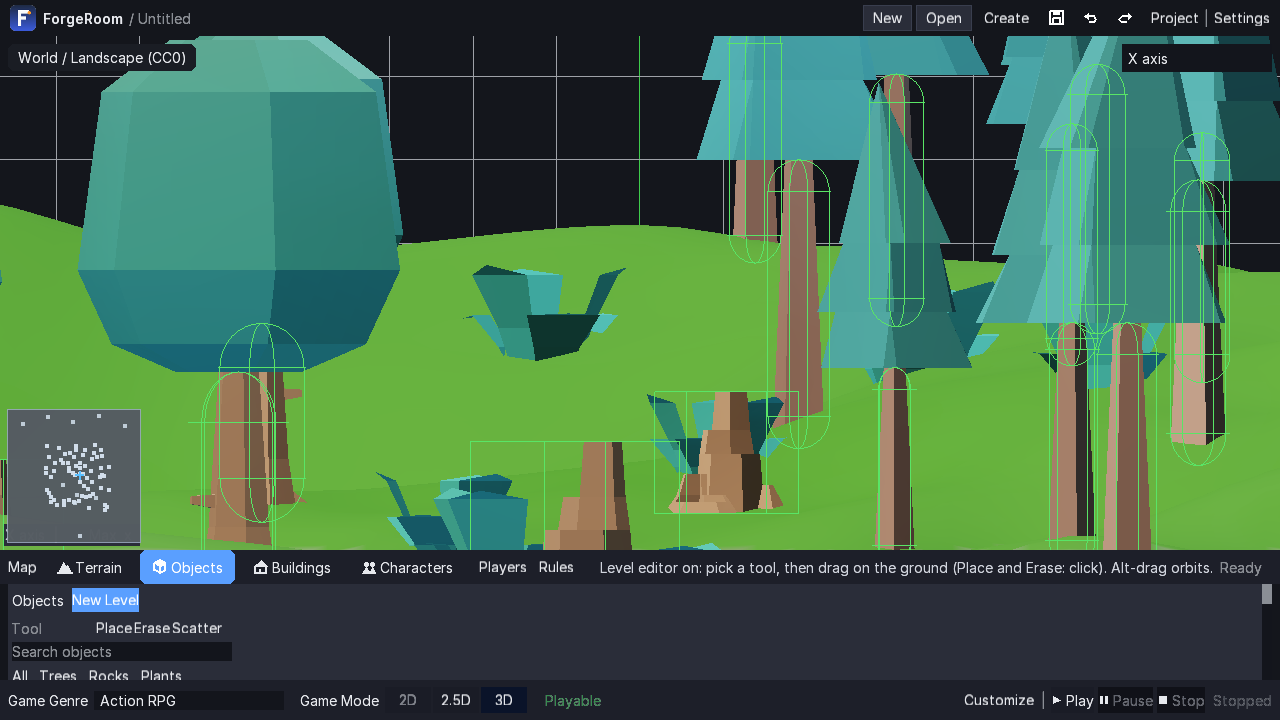 ForgeRoom / Untitled
New Open Create Project Settings
World / Landscape (CC0)
X axis
Map Terrain Objects Buildings Characters Players Rules Level editor on: pick a tool, then drag on the ground (Place and Erase: click). Alt-drag orbits. Ready
Objects New Level
Tool Place Erase Scatter
Search objects
All Trees Rocks Plants
Game Genre Action RPG Game Mode 2D 2.5D 3D Playable Customize Play Pause Stop Stopped